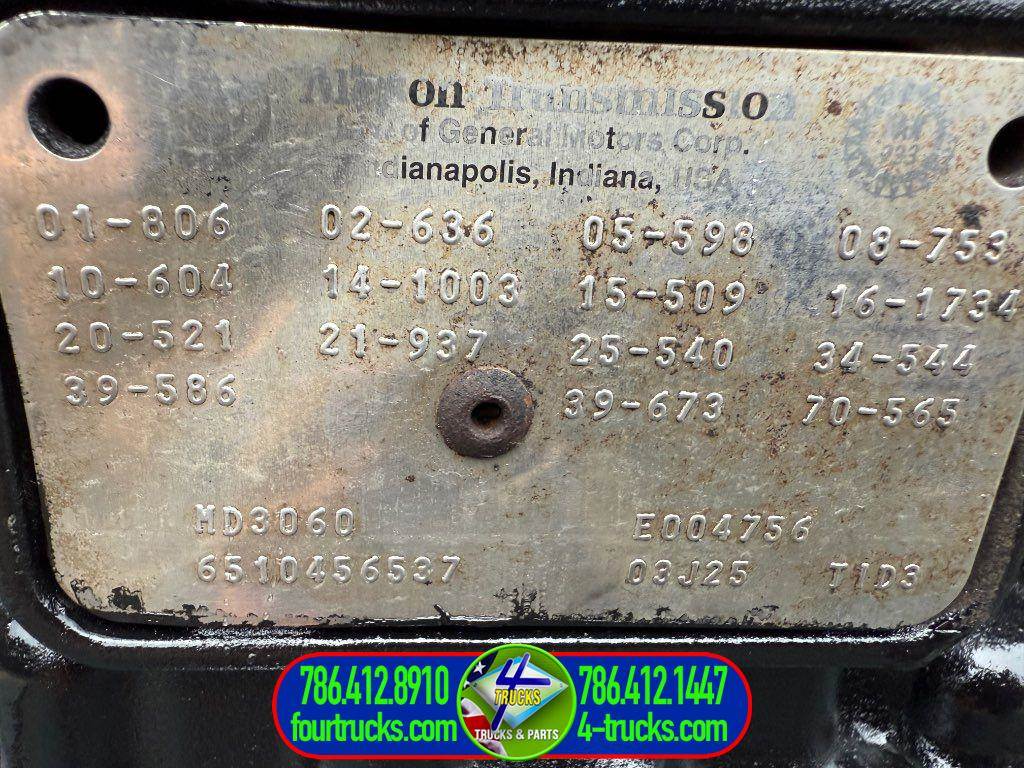 Allison Transmission
Div. of General Motors Corp.
Indianapolis, Indiana, USA
01-806 02-636 05-598 08-753
10-604 14-1003 15-509 16-1734
20-521 21-937 25-540 34-544
39-586 39-673 70-565
MD3060 E004756
6510456537 03J25 T1D3
786.412.8910 4 TRUCKS 786.412.1447
fourtrucks.com TRUCKS & PARTS 4-trucks.com